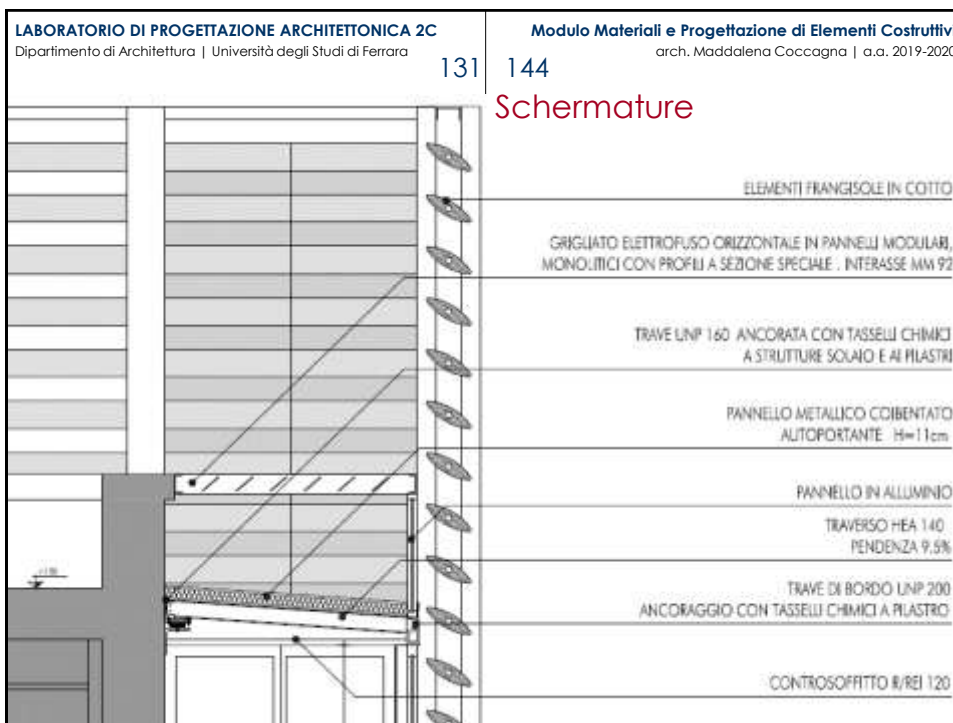 LABORATORIO DI PROGETTAZIONE ARCHITETTONICA 2C
Dipartimento di Architettura | Università degli Studi di Ferrara
131
144
Modulo Materiali e Progettazione di Elementi Costruttivi
arch. Maddalena Coccagna | a.a. 2019-2020
Schermature
ELEMENTI FRANGISOLE IN COTTO
GRIGLIATO ELETTROFUSO ORIZZONTALE IN PANNELLI MODULARI,
MONOLITICI CON PROFILI A SEZIONE SPECIALE . INTERASSE MM 92
TRAVE UNP 160 ANCORATA CON TASSELLI CHIMICI
A STRUTTURE SOLAIO E AI PILASTRI
PANNELLO METALLICO COIBENTATO
AUTOPORTANTE H=11cm
PANNELLO IN ALLUMINIO
TRAVERSO HEA 140
PENDENZA 9.5%
TRAVE DI BORDO UNP 200
ANCORAGGIO CON TASSELLI CHIMICI A PILASTRO
CONTROSOFFITTO R/REI 120